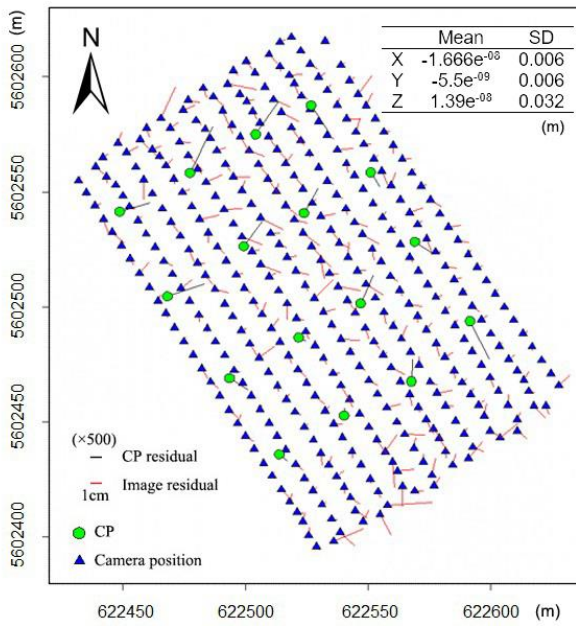 (m)
N
Mean SD
X -1.666e-08 0.006
Y -5.5e-09 0.006
Z 1.39e-08 0.032
(m)
5602600
5602550
5602500
5602450
5602400
(×500)
CP residual
Image residual
1cm
CP
Camera position
622450 622500 622550 622600 (m)